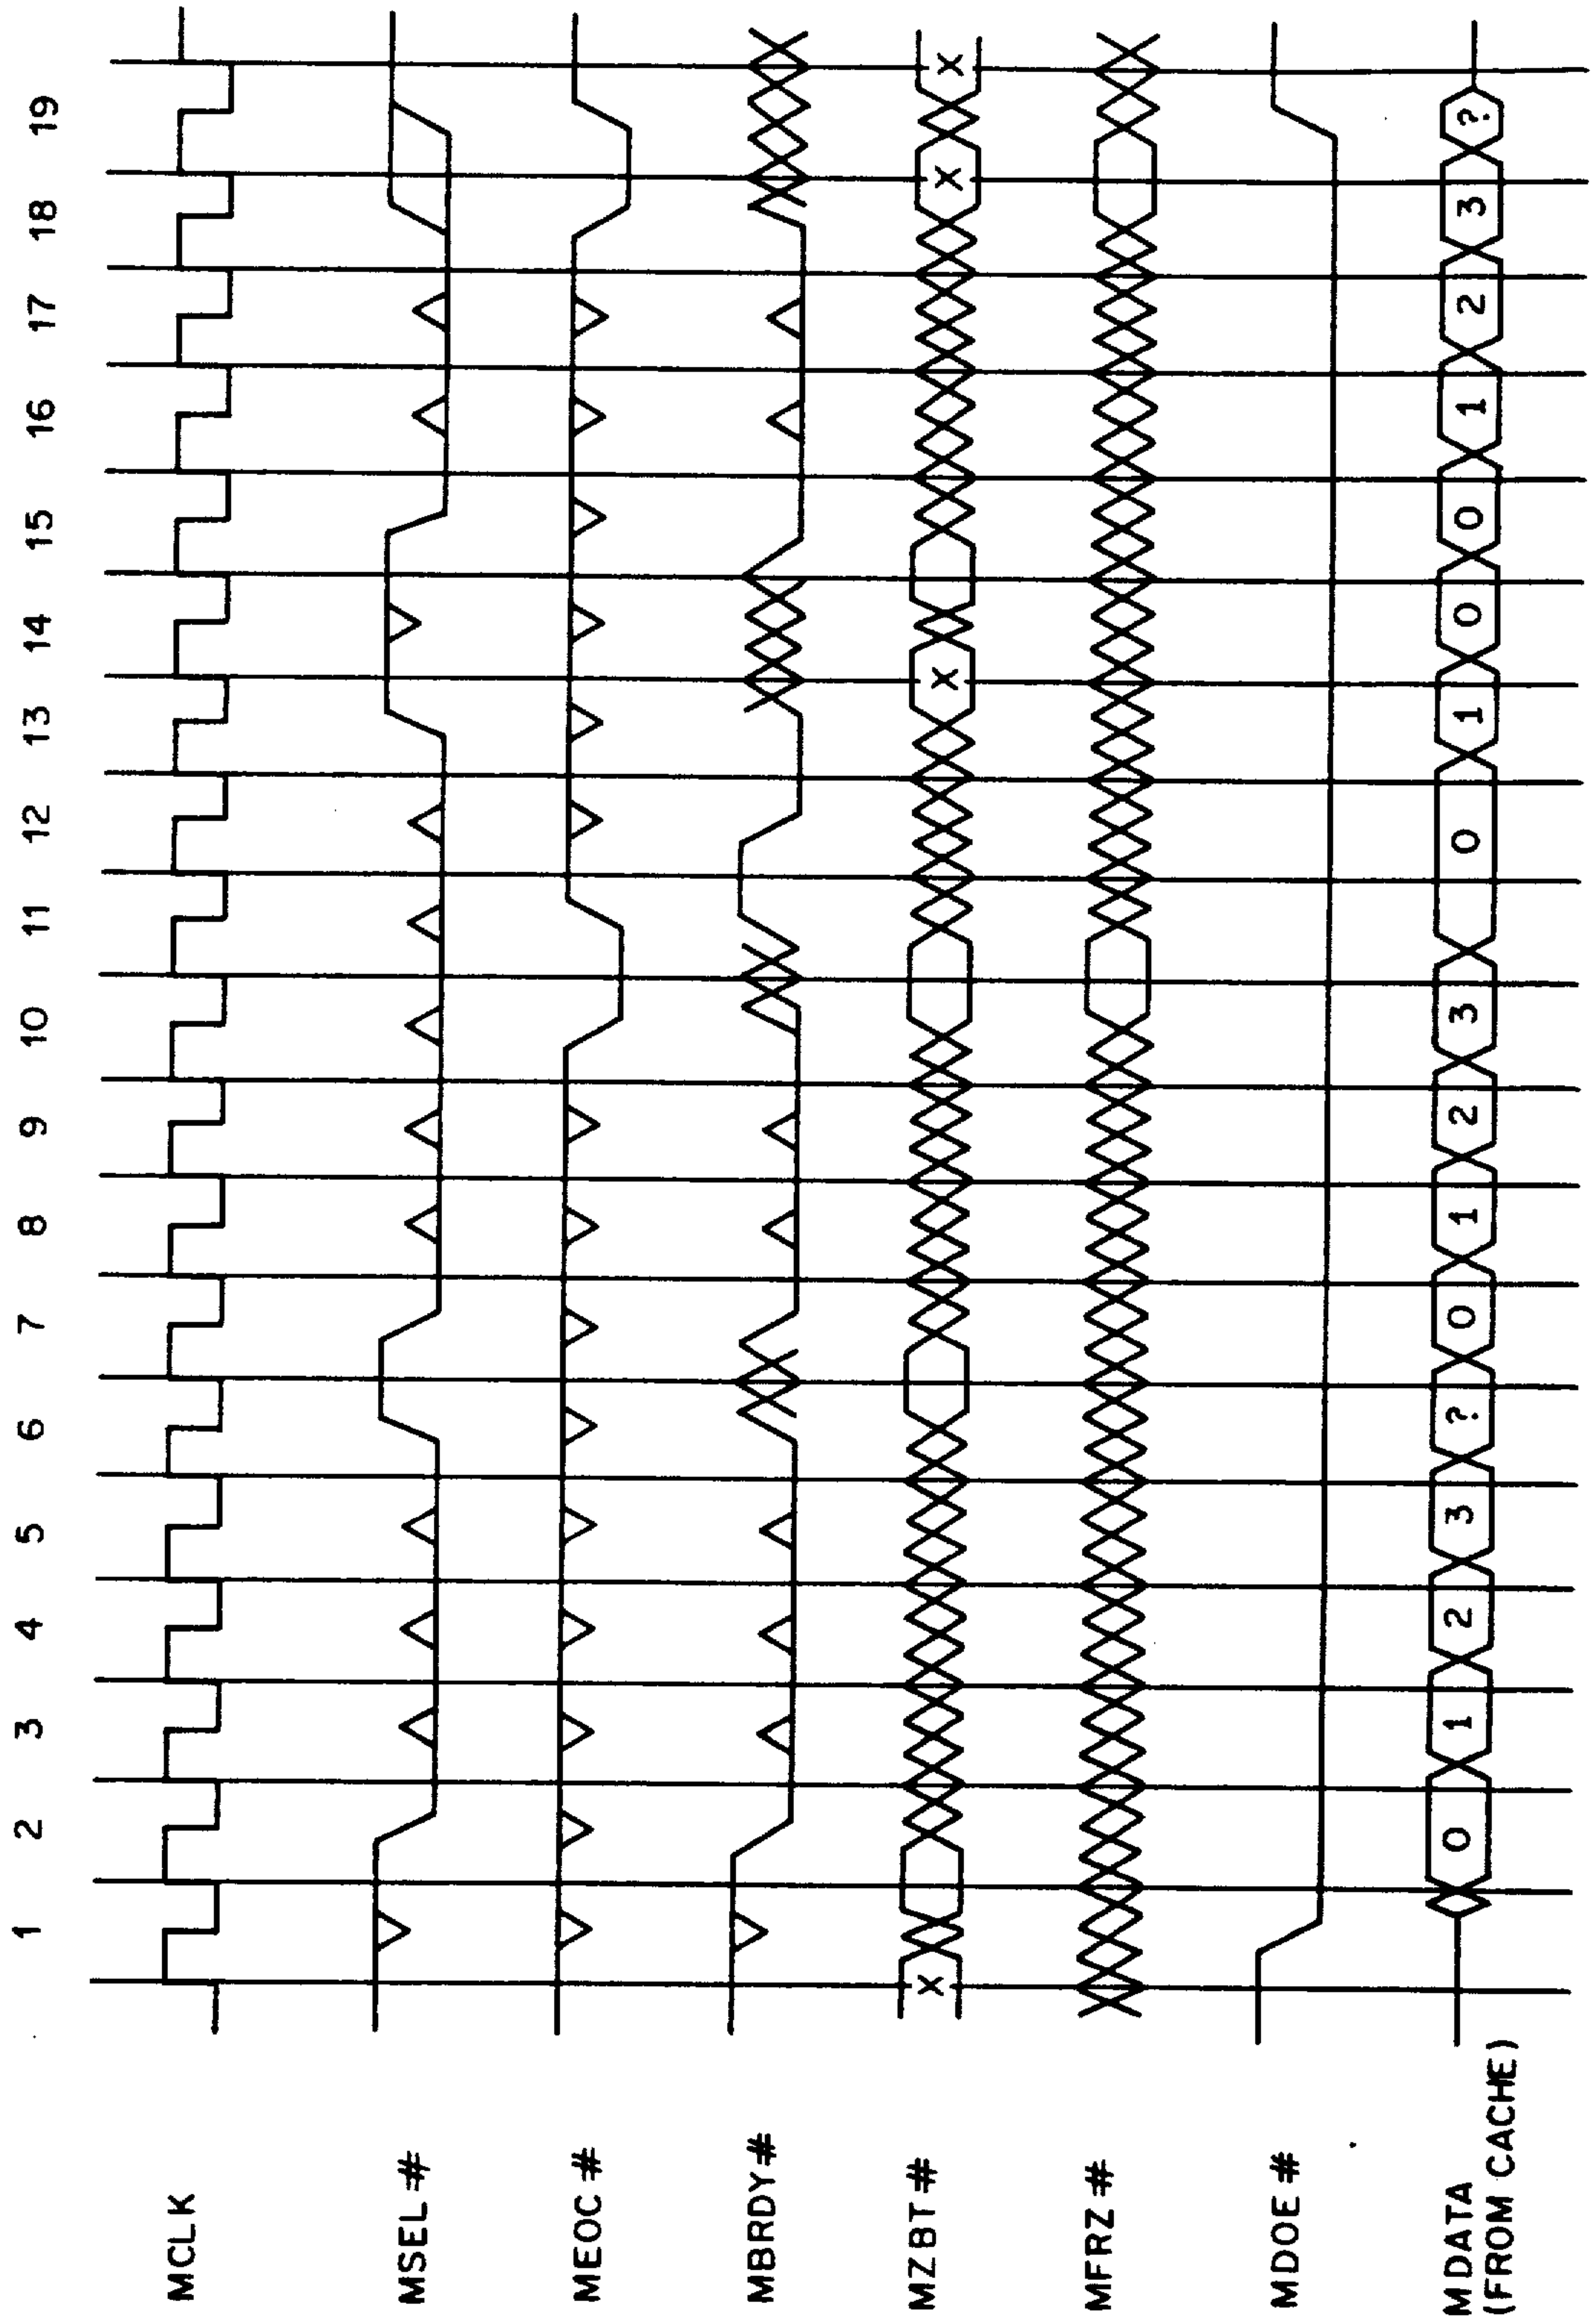 1 2 3 4 5 6 7 8 9 10 11 12 13 14 15 16 17 18 19
MCLK
MSEL#
MEOC#
MBRDY#
MZBT# X X X X
MFRZ#
MDOE#
MDATA 0 1 2 3 ? 0 1 2 3 0 1 0 0 1 2 3 ?
(FROM CACHE)